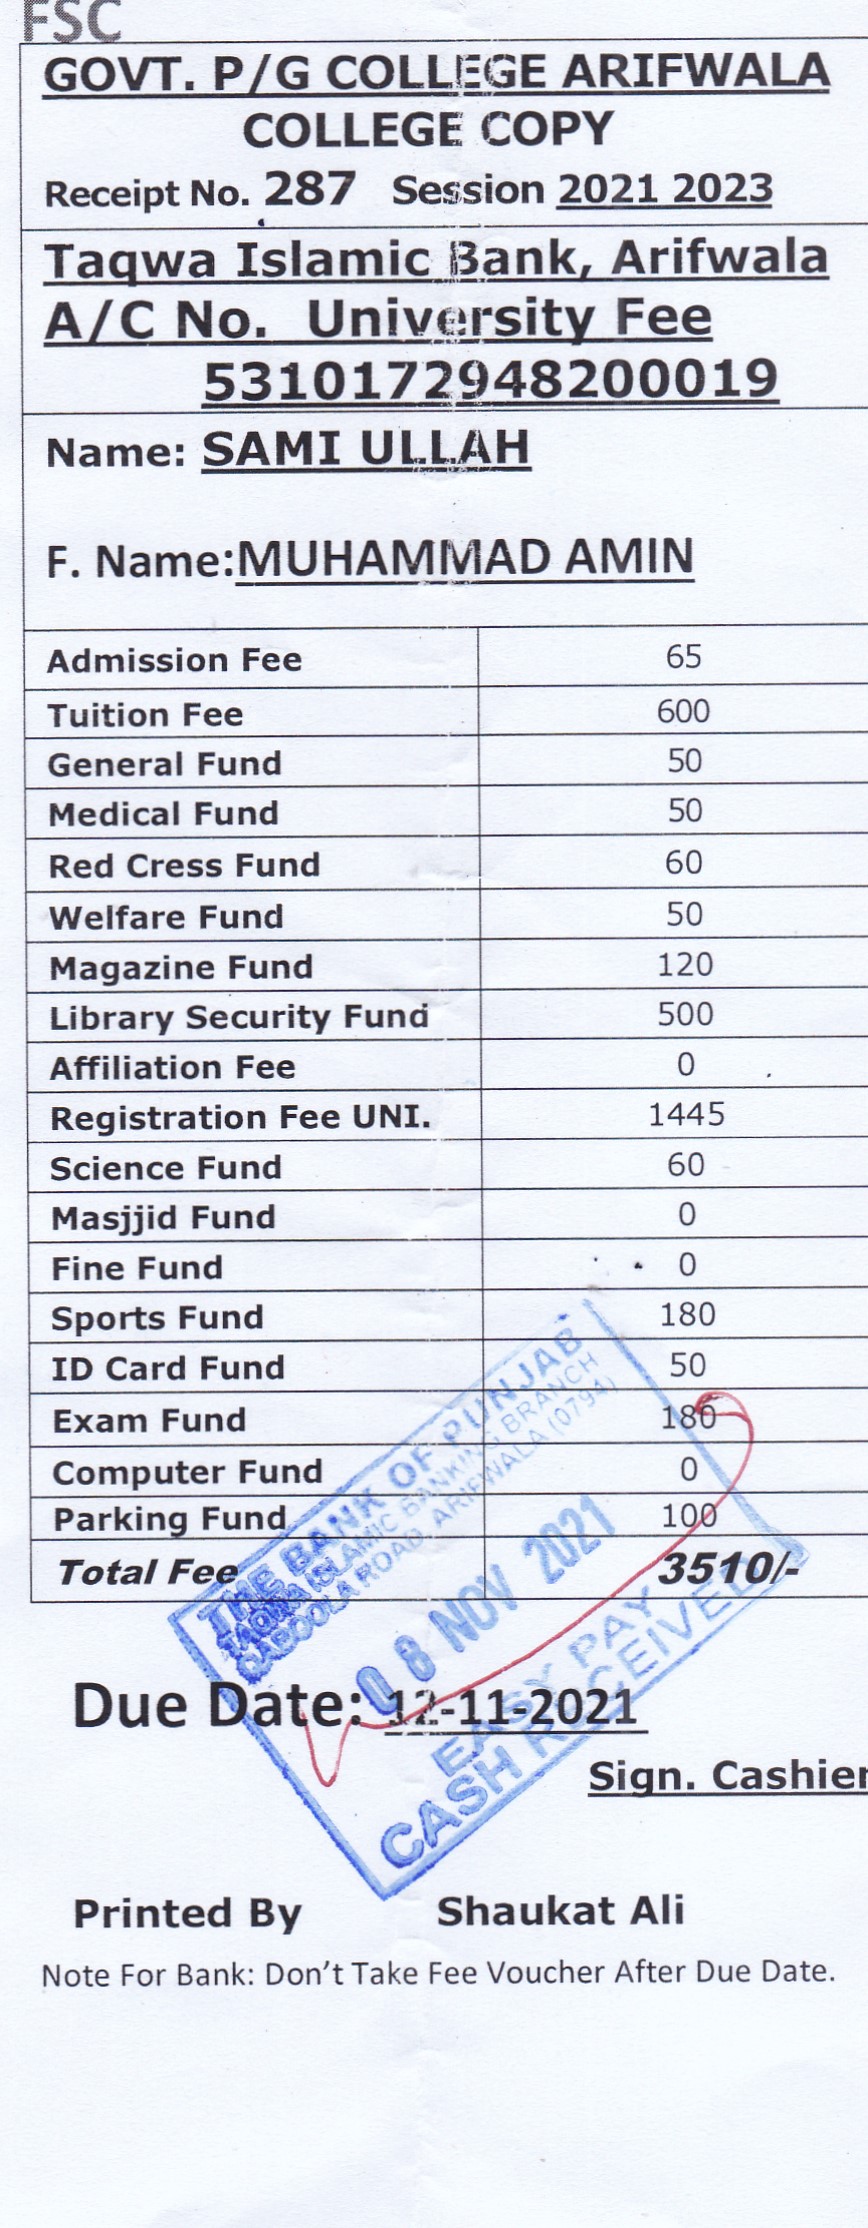 FSC
GOVT. P/G COLLEGE ARIFWALA
COLLEGE COPY
Receipt No. 287 Session 2021 2023
Taqwa Islamic Bank, Arifwala
A/C No. University Fee
5310172948200019
Name: SAMI ULLAH
F. Name:MUHAMMAD AMIN
Admission Fee 65
Tuition Fee 600
General Fund 50
Medical Fund 50
Red Cress Fund 60
Welfare Fund 50
Magazine Fund 120
Library Security Fund 500
Affiliation Fee 0
Registration Fee UNI. 1445
Science Fund 60
Masjjid Fund 0
Fine Fund 0
Sports Fund 180
ID Card Fund 50
Exam Fund 180
Computer Fund 0
Parking Fund 100
Total Fee 3510/-
THE BANK OF PUNJAB
TAQWA ISLAMIC BANKING BRANCH
QABOOLA ROAD, ARIFWALA (0794)
08 NOV 2021
EASY PAY
CASH RECEIVED
Due Date: 12-11-2021
Sign. Cashier
Printed By Shaukat Ali
Note For Bank: Don't Take Fee Voucher After Due Date.